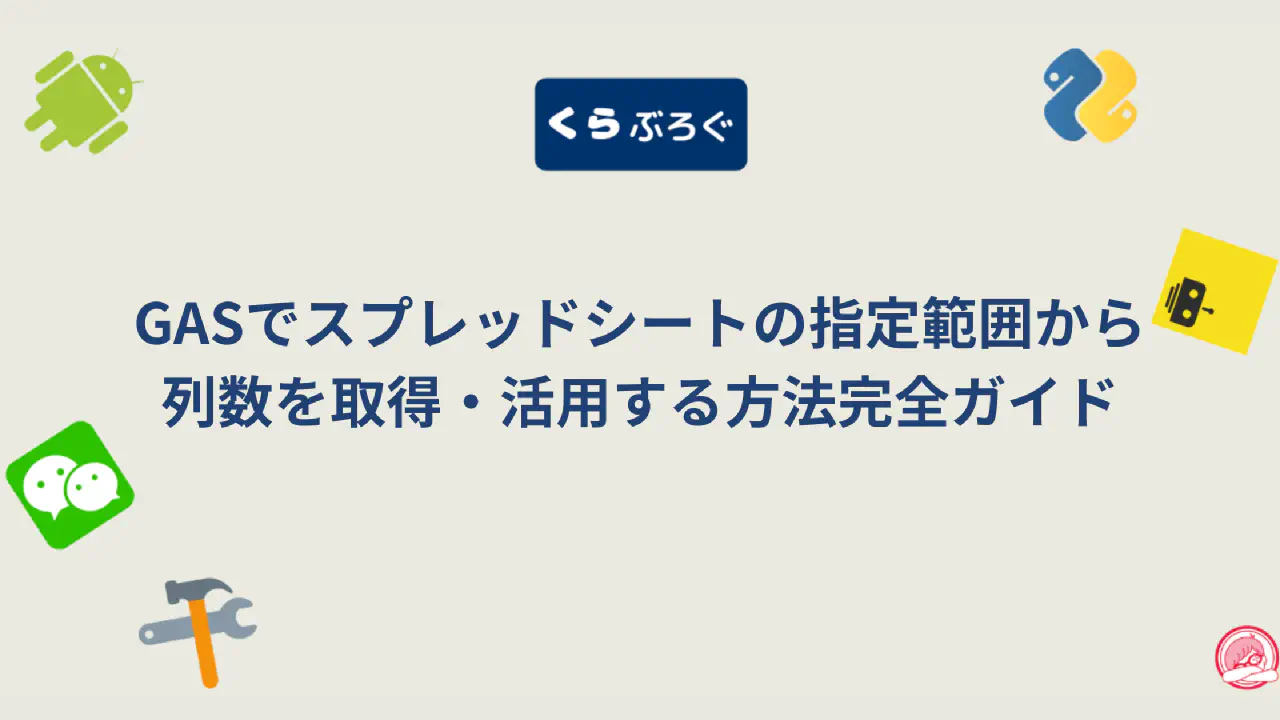 くらぶろぐ
GASでスプレッドシートの指定範囲から
列数を取得・活用する方法完全ガイド